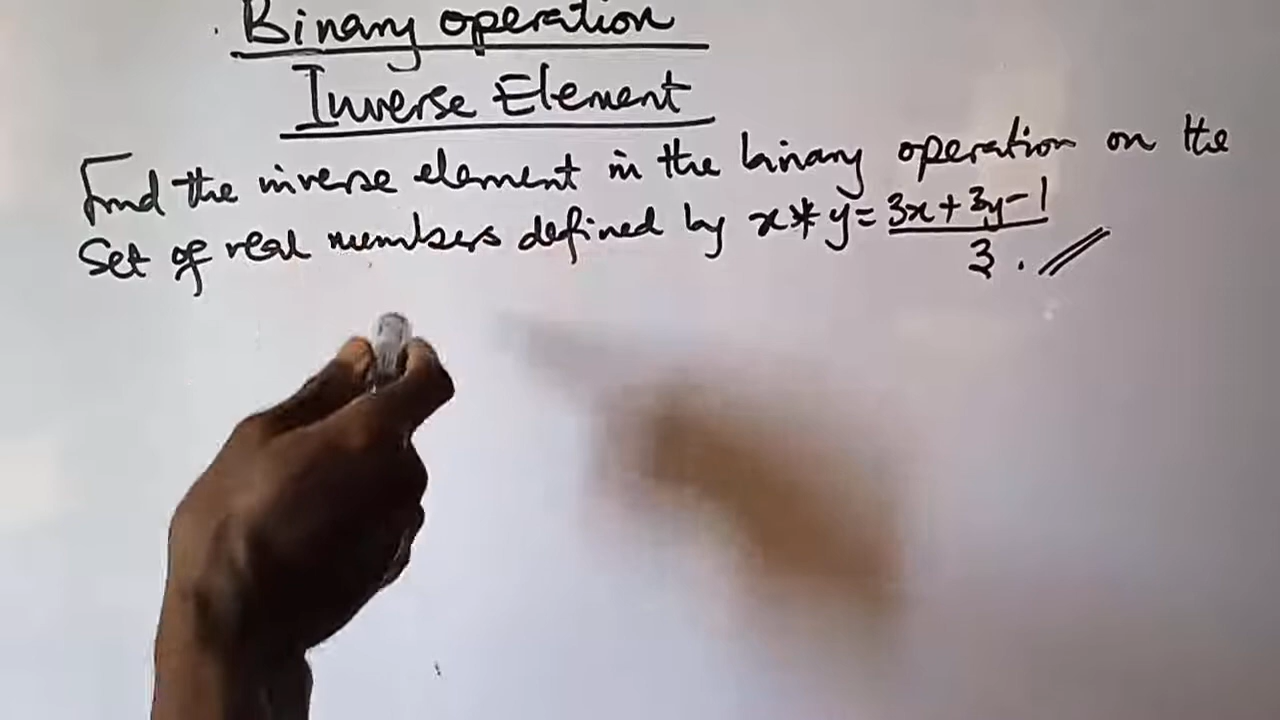 Binary operation
Inverse Element
Find the inverse element in the binary operation on the
Set of real numbers defined by x * y = 3x + 3y - 1 / 3 .